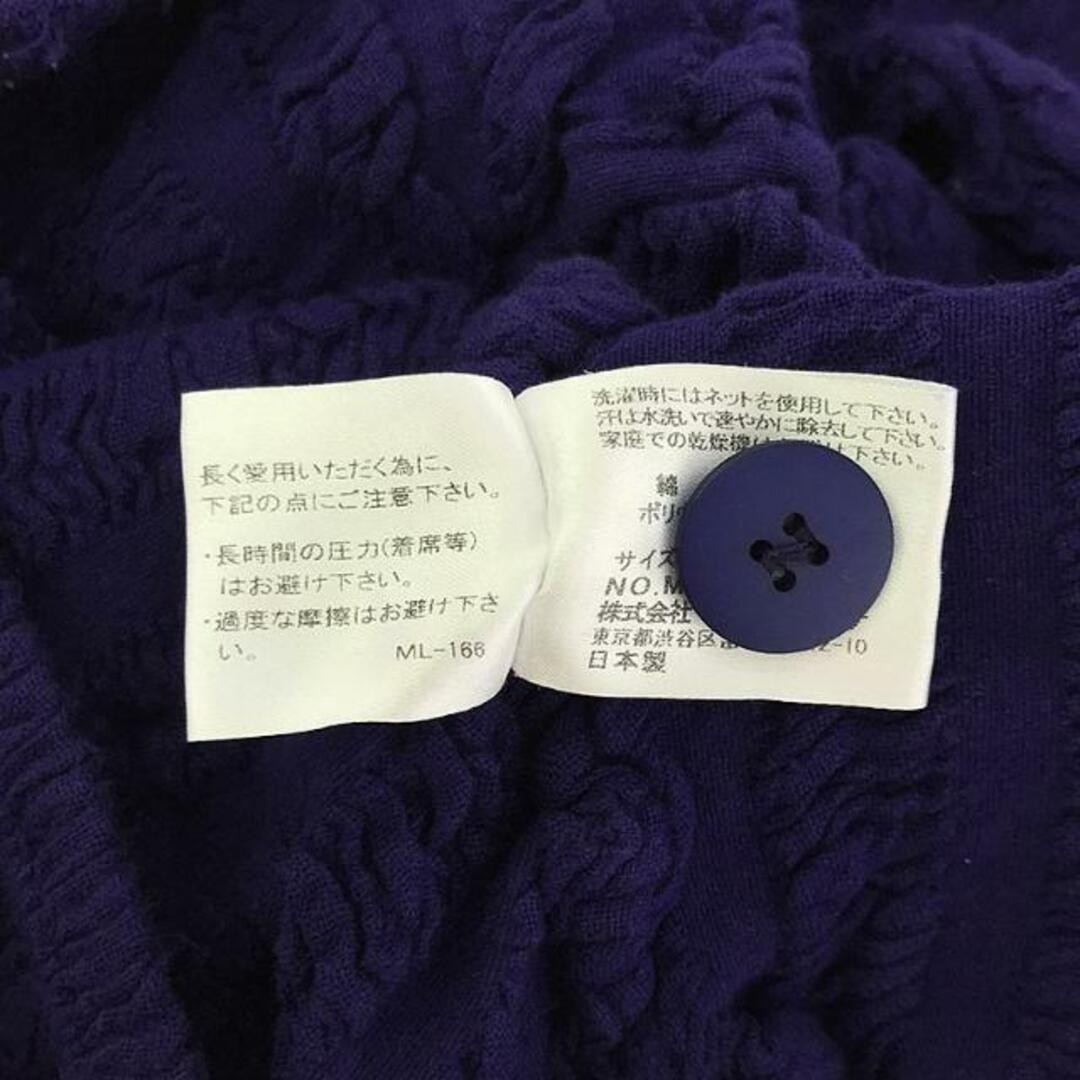 長く愛用いただく為に、
下記の点にご注意下さい。
・長時間の圧力(着席等)
はお避け下さい。
・過度な摩擦はお避け下さ
い。
ML-166
洗濯時にはネットを使用して下さい。
汗は水洗いで速やかに除去して下さい。
家庭での乾燥機は け下さい。
綿
ポリ
サイズ
NO.M
株式会社
東京都渋谷区 2-10
日本製